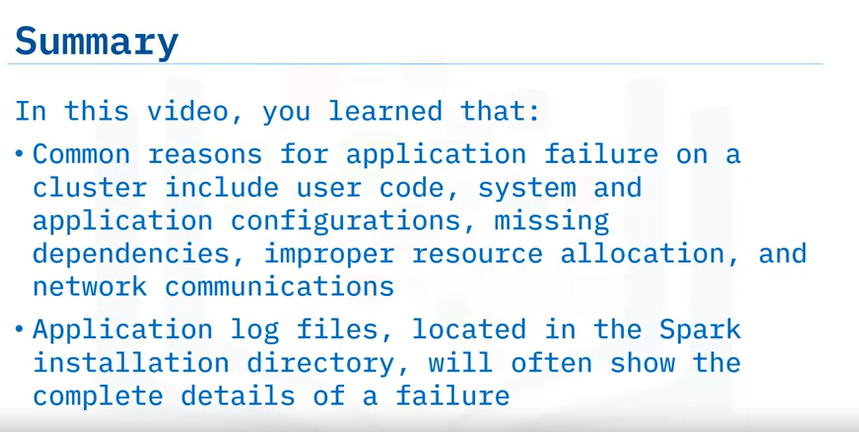 Summary
In this video, you learned that:
• Common reasons for application failure on a
cluster include user code, system and
application configurations, missing
dependencies, improper resource allocation, and
network communications
• Application log files, located in the Spark
installation directory, will often show the
complete details of a failure